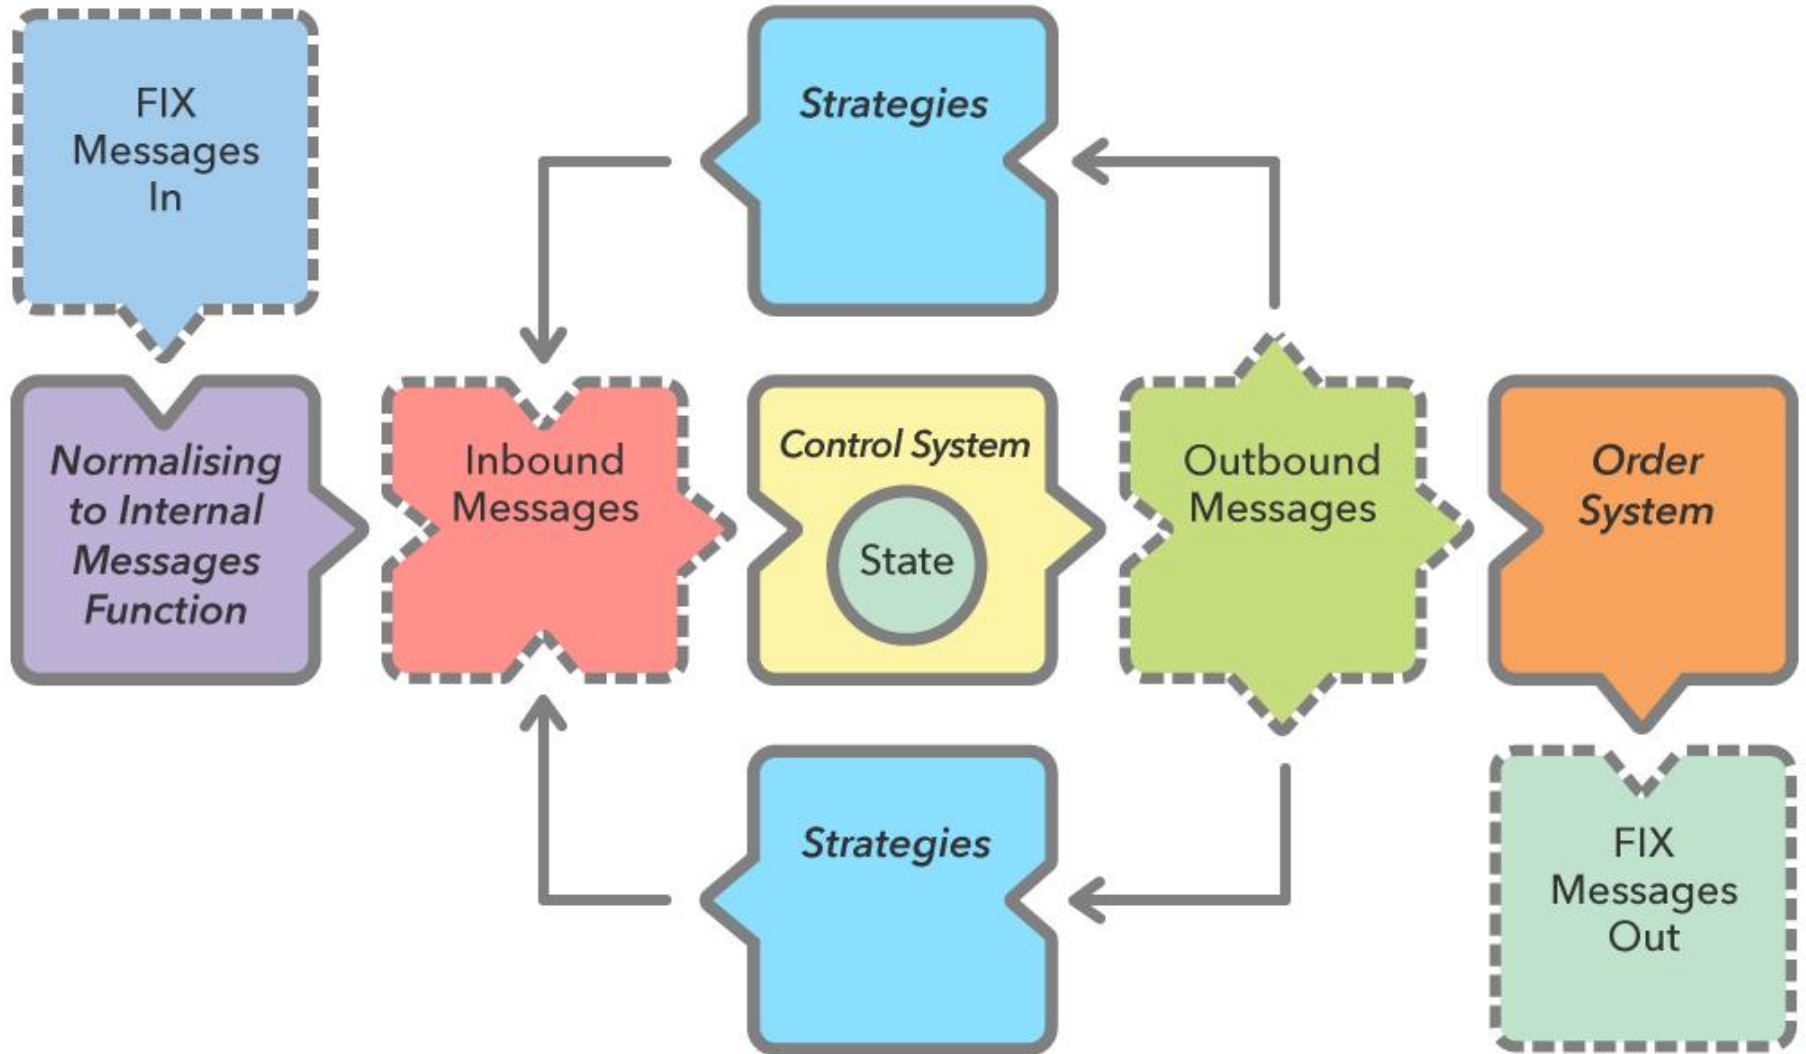 FIX
Messages
In
Strategies
Normalising
to Internal
Messages
Function
Inbound
Messages
Control System
State
Outbound
Messages
Order
System
Strategies
FIX
Messages
Out